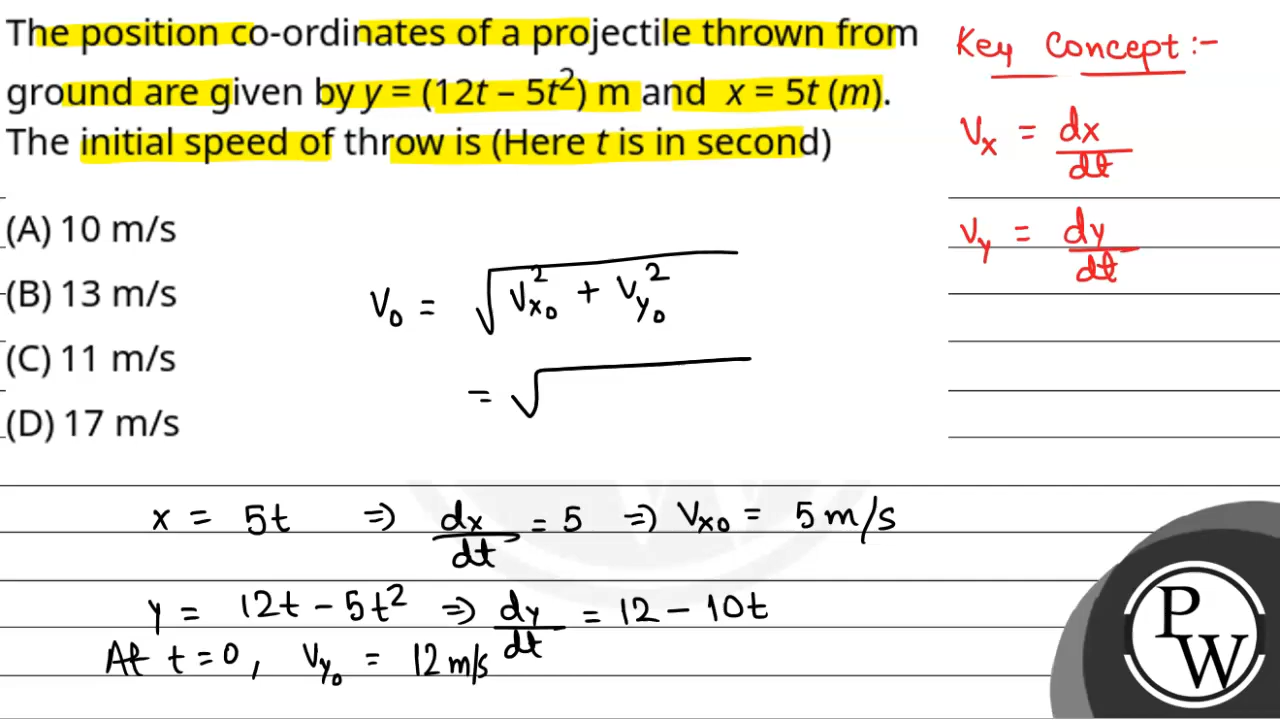 The position co-ordinates of a projectile thrown from
ground are given by y = (12t – 5t²) m and x = 5t (m).
The initial speed of throw is (Here t is in second)
(A) 10 m/s
(B) 13 m/s
(C) 11 m/s
(D) 17 m/s
Key Concept :-
Vx = dx/dt
Vy = dy/dt
V₀ = √(Vx₀² + Vy₀²)
= √
x = 5t ⇒ dx/dt = 5 ⇒ Vx₀ = 5 m/s
y = 12t – 5t² ⇒ dy/dt = 12 – 10t
At t = 0, Vy₀ = 12 m/s
PW